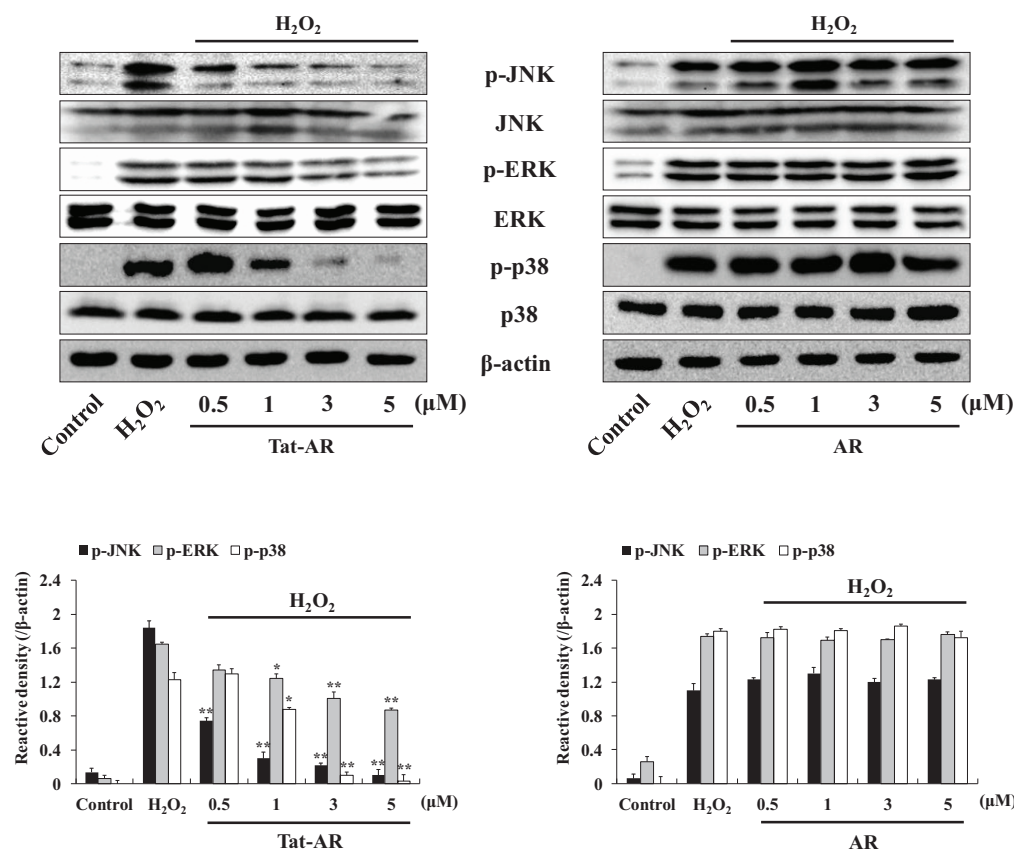 H₂O₂ H₂O₂
p-JNK
JNK
p-ERK
ERK
p-p38
p38
β-actin
Control H₂O₂ 0.5 1 3 5 (μM) Control H₂O₂ 0.5 1 3 5 (μM)
Tat-AR AR
p-JNK p-ERK p-p38
H₂O₂
Reactive density (/β-actin)
2.4
2
1.6
1.2
0.8
0.4
0
** * ** * ** ** ** ** ** **
Control H₂O₂ 0.5 1 3 5 (μM)
Tat-AR
p-JNK p-ERK p-p38
H₂O₂
Reactive density (/β-actin)
2.4
2
1.6
1.2
0.8
0.4
0
Control H₂O₂ 0.5 1 3 5 (μM)
AR